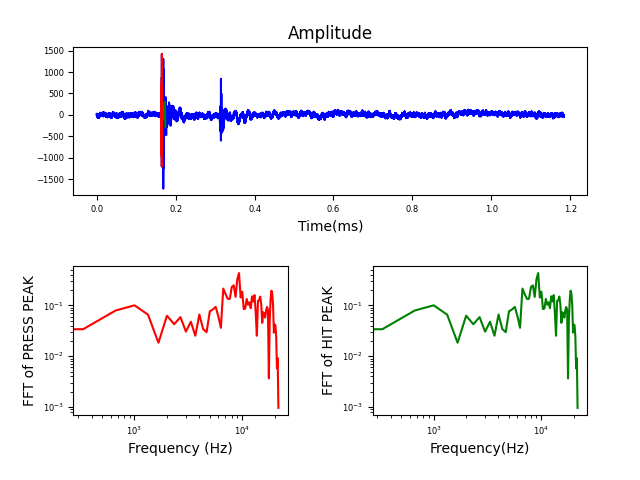 Amplitude
1500
1000
500
0
−500
−1000
−1500
0.0 0.2 0.4 0.6 0.8 1.0 1.2
Time(ms)
FFT of PRESS PEAK
10⁻¹
10⁻²
10⁻³
10³ 10⁴
Frequency (Hz)
FFT of HIT PEAK
10⁻¹
10⁻²
10⁻³
10³ 10⁴
Frequency(Hz)